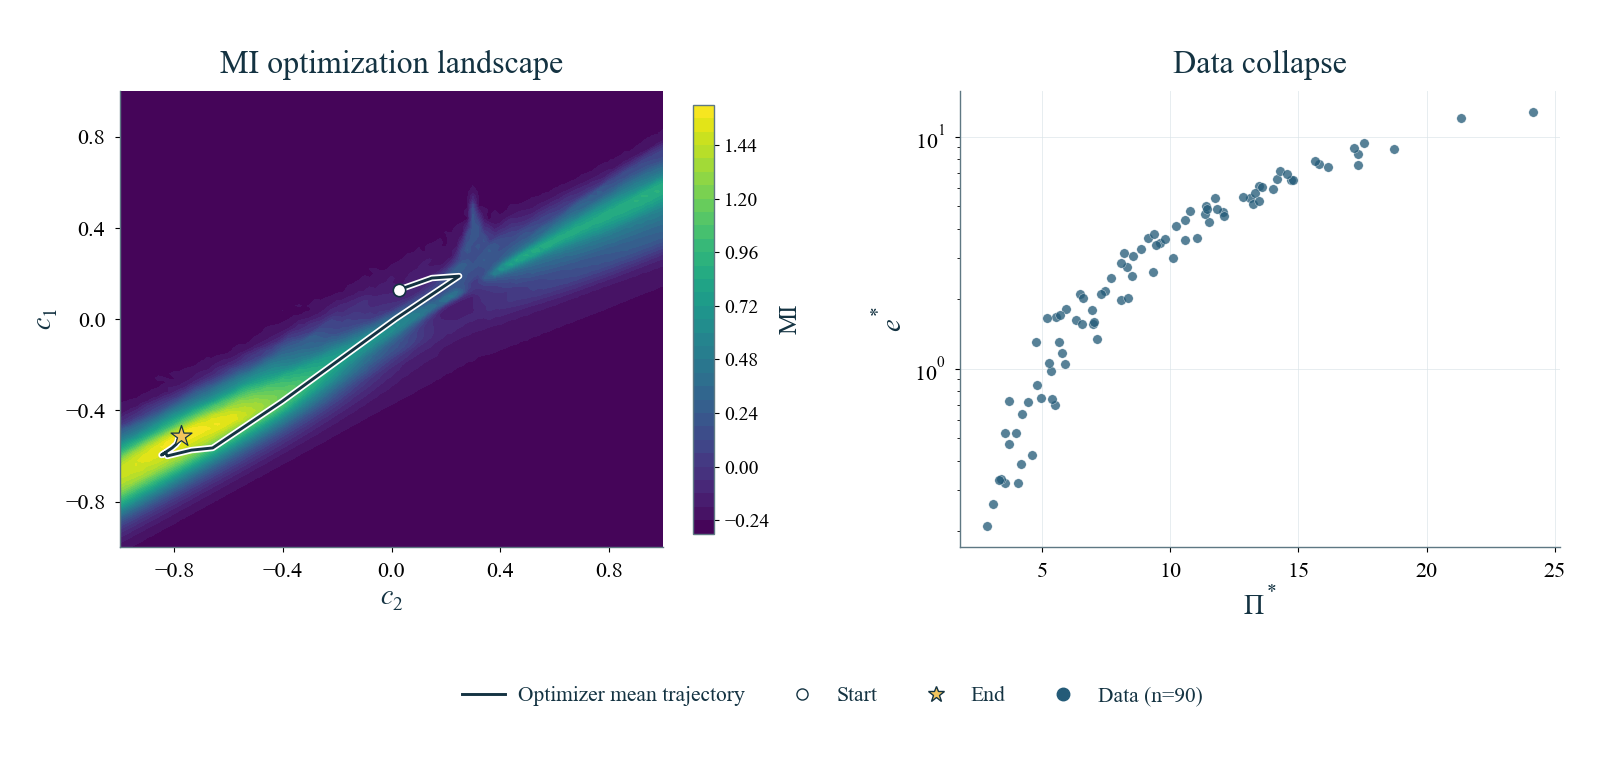 MI optimization landscape
0.8
0.4
0.0
−0.4
−0.8
c1
−0.8 −0.4 0.0 0.4 0.8
c2
1.44
1.20
0.96
0.72
0.48
0.24
0.00
−0.24
MI
Data collapse
10^1
10^0
e*
5 10 15 20 25
Π*
Optimizer mean trajectory Start End Data (n=90)